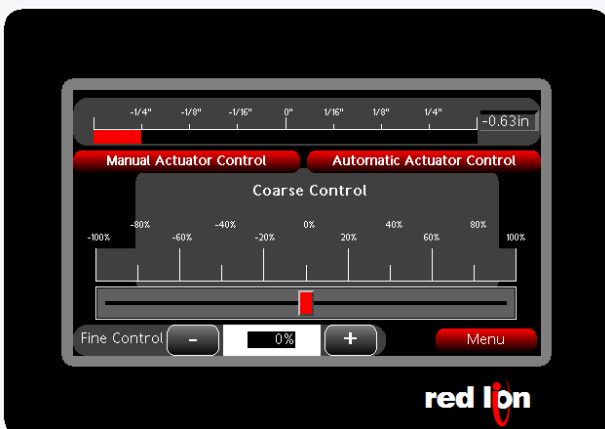 -1/4" -1/8" -1/16" 0" 1/16" 1/8" 1/4"
-0.63in
Manual Actuator Control Automatic Actuator Control
Coarse Control
-80% -40% 0% 40% 80%
-100% -60% -20% 20% 60% 100%
Fine Control - 0% + Menu
red lion